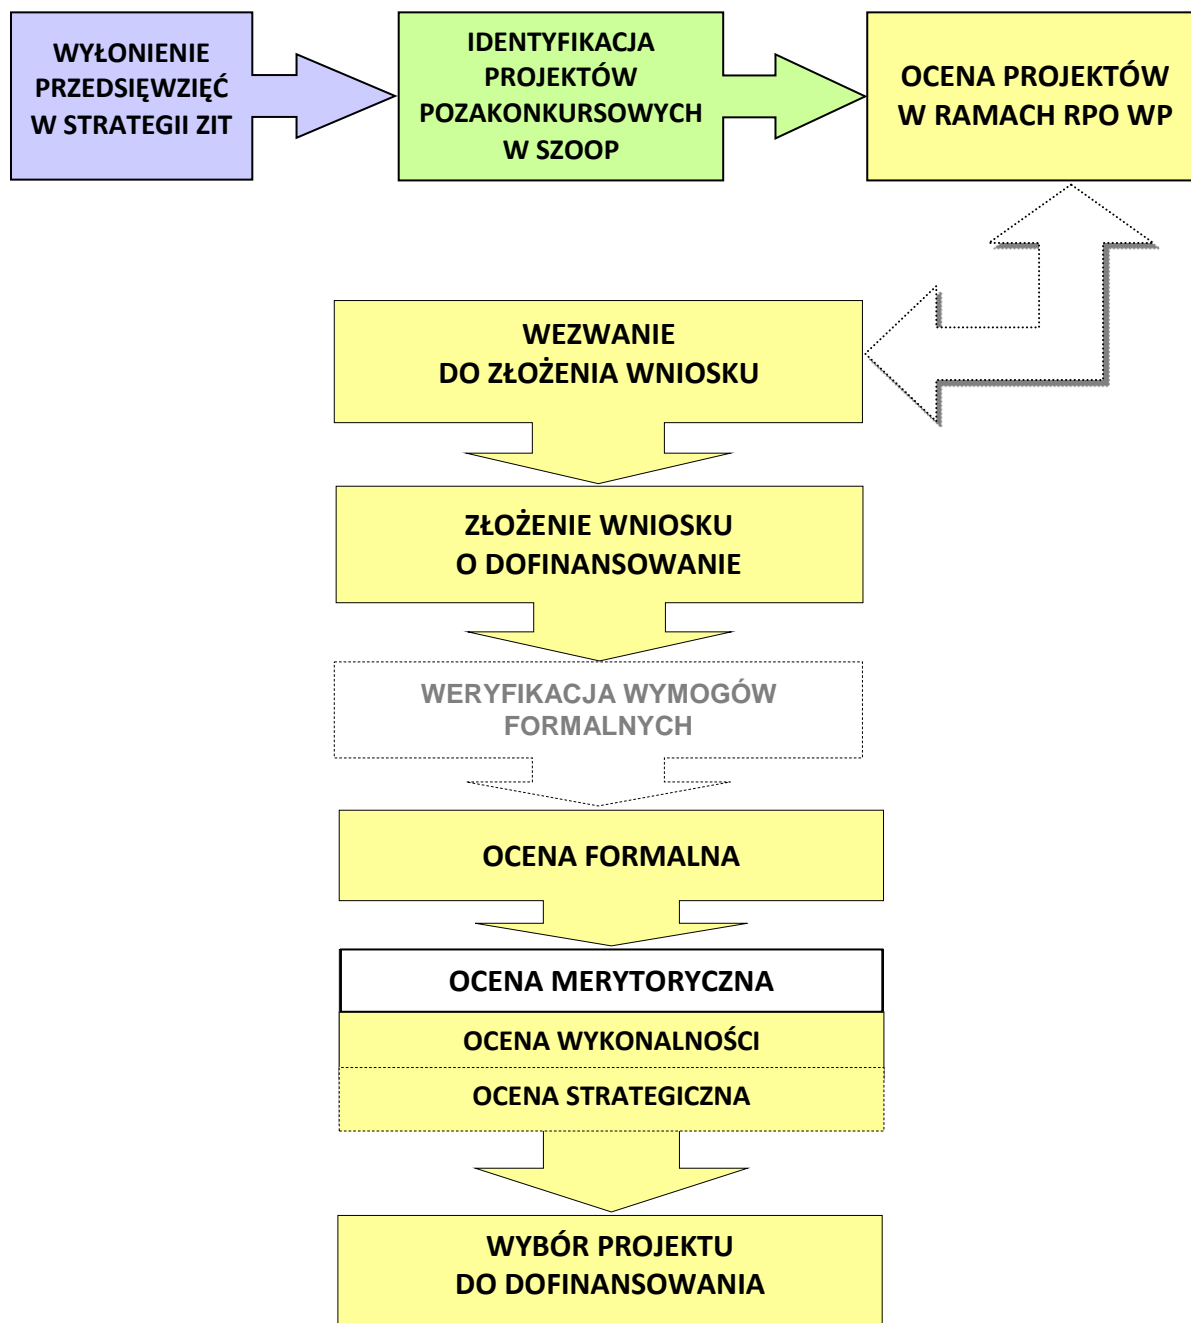 WYŁONIENIE
PRZEDSIĘWZIĘĆ
W STRATEGII ZIT
IDENTYFIKACJA
PROJEKTÓW
POZAKONKURSOWYCH
W SZOOP
OCENA PROJEKTÓW
W RAMACH RPO WP
WEZWANIE
DO ZŁOŻENIA WNIOSKU
ZŁOŻENIE WNIOSKU
O DOFINANSOWANIE
WERYFIKACJA WYMOGÓW
FORMALNYCH
OCENA FORMALNA
OCENA MERYTORYCZNA
OCENA WYKONALNOŚCI
OCENA STRATEGICZNA
WYBÓR PROJEKTU
DO DOFINANSOWANIA